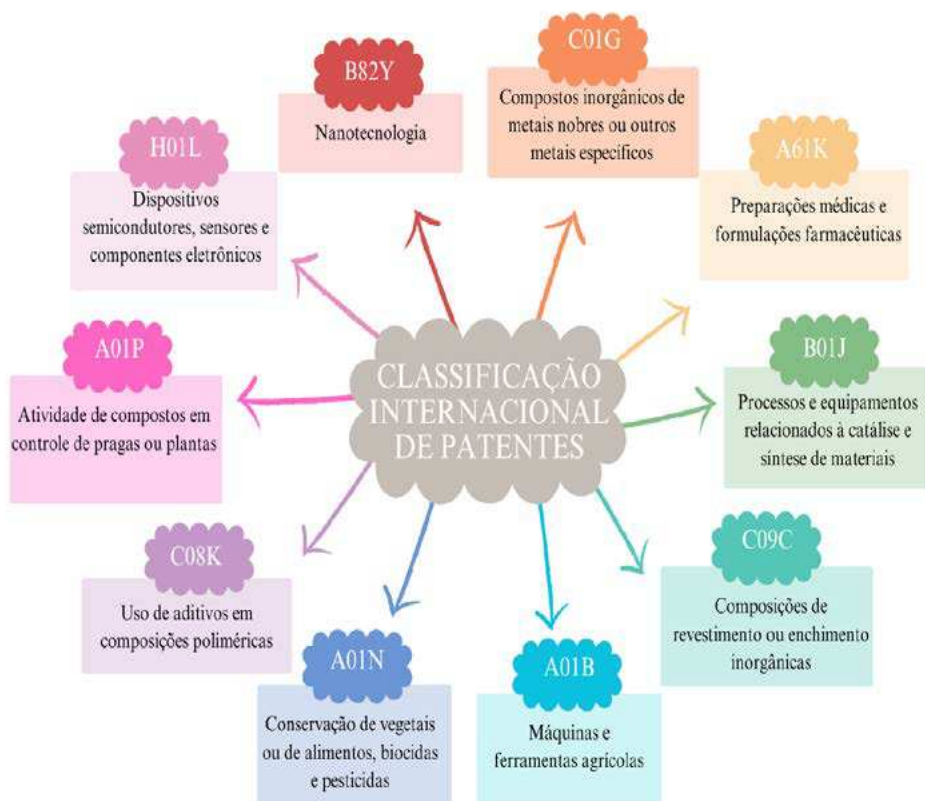 CLASSIFICAÇÃO
INTERNACIONAL
DE PATENTES
B82Y
Nanotecnologia
C01G
Compostos inorgânicos de
metais nobres ou outros
metais específicos
A61K
Preparações médicas e
formulações farmacêuticas
B01J
Processos e equipamentos
relacionados à catálise e
síntese de materiais
C09C
Composições de
revestimento ou enchimento
inorgânicas
A01B
Máquinas e
ferramentas agrícolas
A01N
Conservação de vegetais
ou de alimentos, biocidas
e pesticidas
C08K
Uso de aditivos em
composições poliméricas
A01P
Atividade de compostos em
controle de pragas ou plantas
H01L
Dispositivos
semicondutores, sensores e
componentes eletrônicos